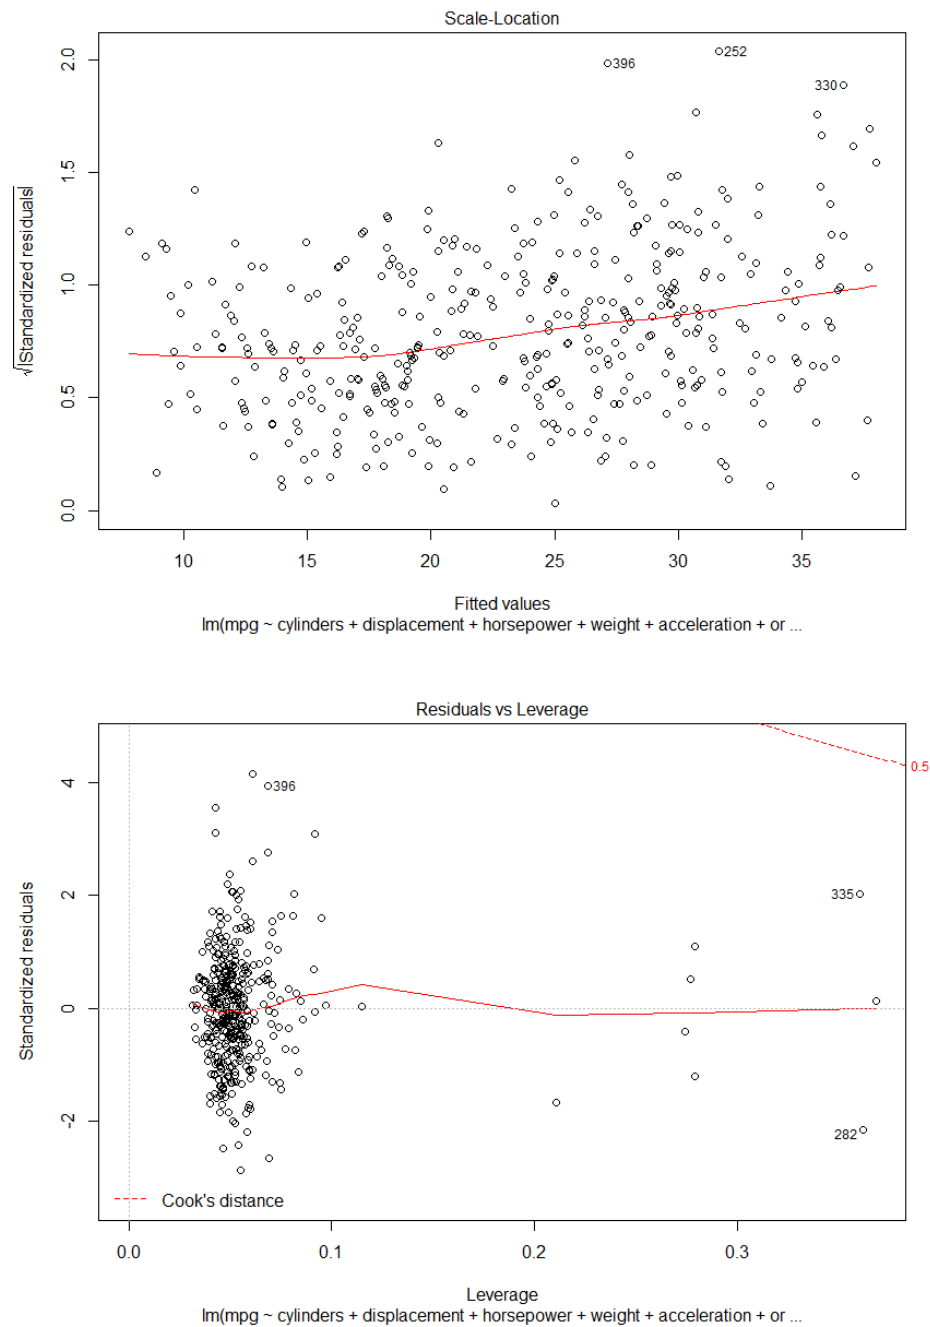 Scale-Location
2.0
396
252
330
1.5
√|Standardized residuals|
1.0
0.5
0.0
10 15 20 25 30 35
Fitted values
lm(mpg ~ cylinders + displacement + horsepower + weight + acceleration + or ...
Residuals vs Leverage
0.5
4
396
2
335
Standardized residuals
0
-2
282
Cook's distance
0.0 0.1 0.2 0.3
Leverage
lm(mpg ~ cylinders + displacement + horsepower + weight + acceleration + or ...